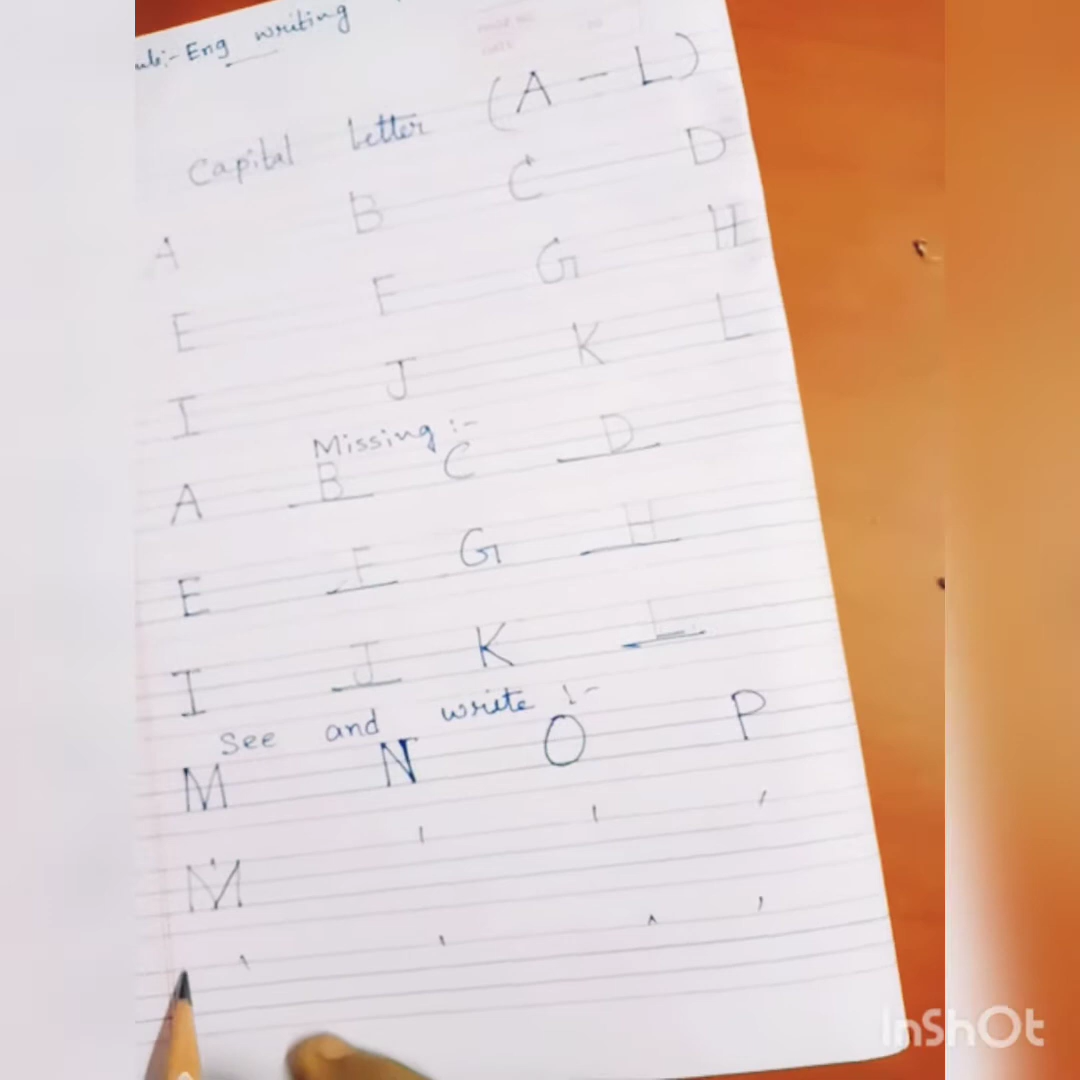 Eng writing
Capital letter (A - L)
A B C D
E F G H
I J K L
Missing :-
A B C D
E F G H
I J K L
See and write :-
M N O P
M
InShOt